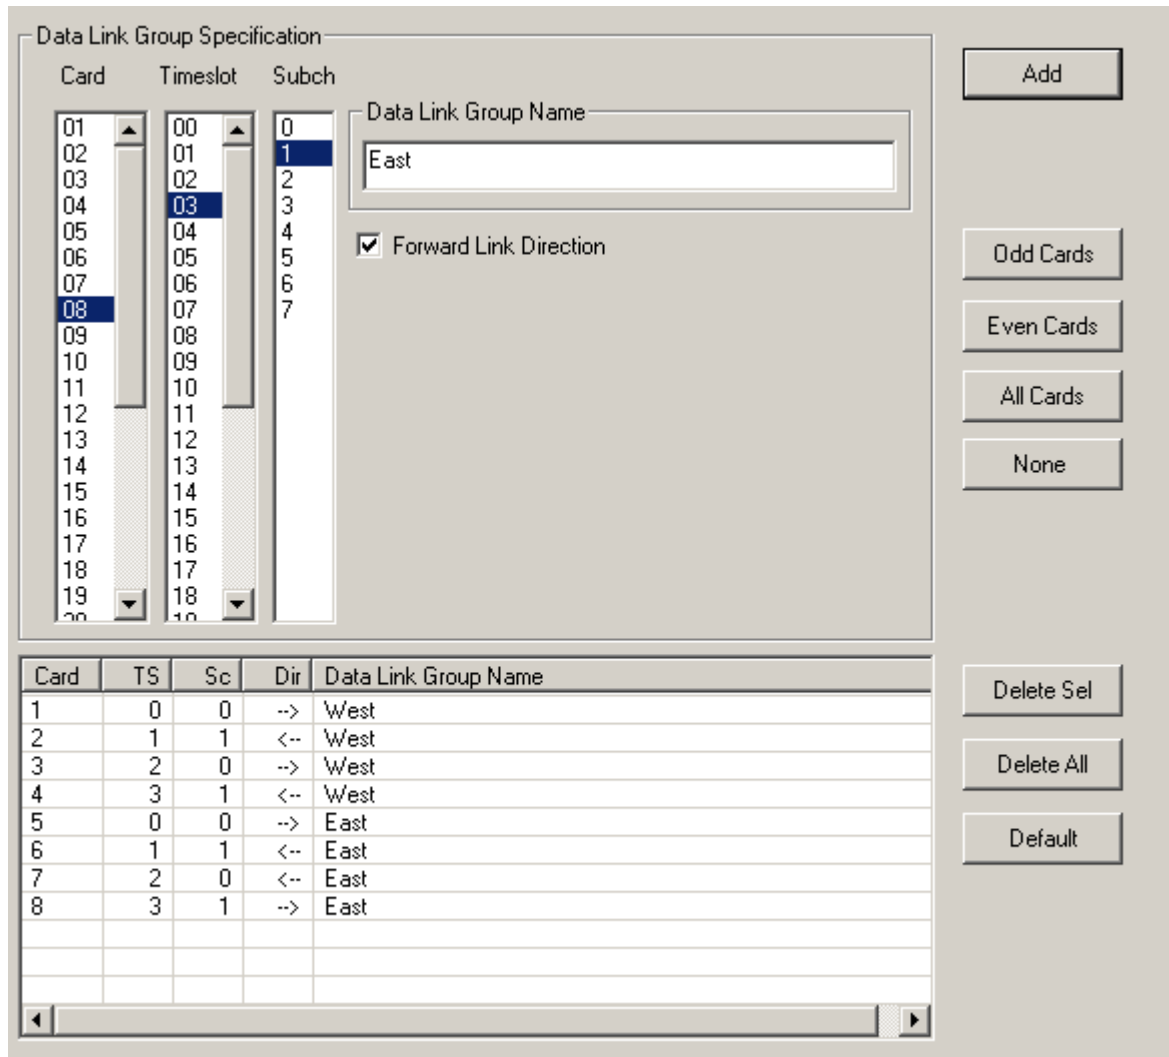 Data Link Group Specification
Card Timeslot Subch
Add
Data Link Group Name
East
01 00 0
02 01 1
03 02 2
04 03 3
05 04 4
06 05 5
07 06 6
08 07 7
09 08
10 09
11 10
12 11
13 12
14 13
15 14
16 15
17 16
18 17
19 18
Forward Link Direction
Odd Cards
Even Cards
All Cards
None
Card TS Sc Dir Data Link Group Name
1 0 0 --> West
2 1 1 <-- West
3 2 0 --> West
4 3 1 <-- West
5 0 0 --> East
6 1 1 <-- East
7 2 0 <-- East
8 3 1 --> East
Delete Sel
Delete All
Default